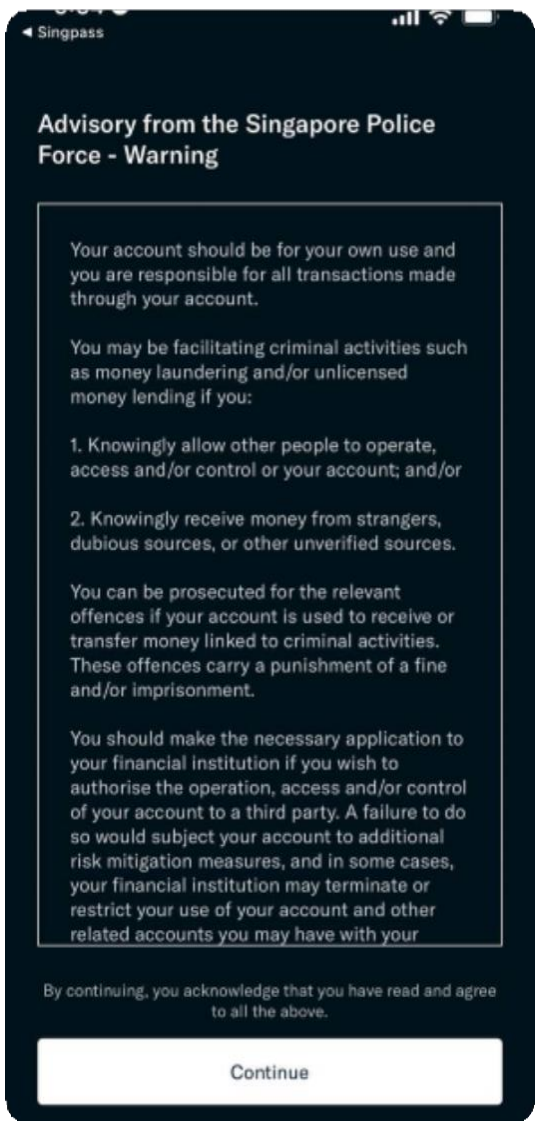 ◀ Singpass
Advisory from the Singapore Police
Force - Warning
Your account should be for your own use and
you are responsible for all transactions made
through your account.
You may be facilitating criminal activities such
as money laundering and/or unlicensed
money lending if you:
1. Knowingly allow other people to operate,
access and/or control or your account; and/or
2. Knowingly receive money from strangers,
dubious sources, or other unverified sources.
You can be prosecuted for the relevant
offences if your account is used to receive or
transfer money linked to criminal activities.
These offences carry a punishment of a fine
and/or imprisonment.
You should make the necessary application to
your financial institution if you wish to
authorise the operation, access and/or control
of your account to a third party. A failure to do
so would subject your account to additional
risk mitigation measures, and in some cases,
your financial institution may terminate or
restrict your use of your account and other
related accounts you may have with your
By continuing, you acknowledge that you have read and agree
to all the above.
Continue